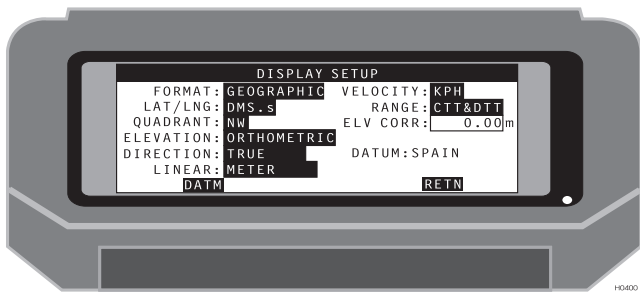 DISPLAY SETUP
FORMAT: GEOGRAPHIC VELOCITY: KPH
LAT/LNG: DMS.s RANGE: CTT&DTT
QUADRANT: NW ELV CORR: 0.00 m
ELEVATION: ORTHOMETRIC
DIRECTION: TRUE DATUM: SPAIN
LINEAR: METER
DATM RETN
H0400